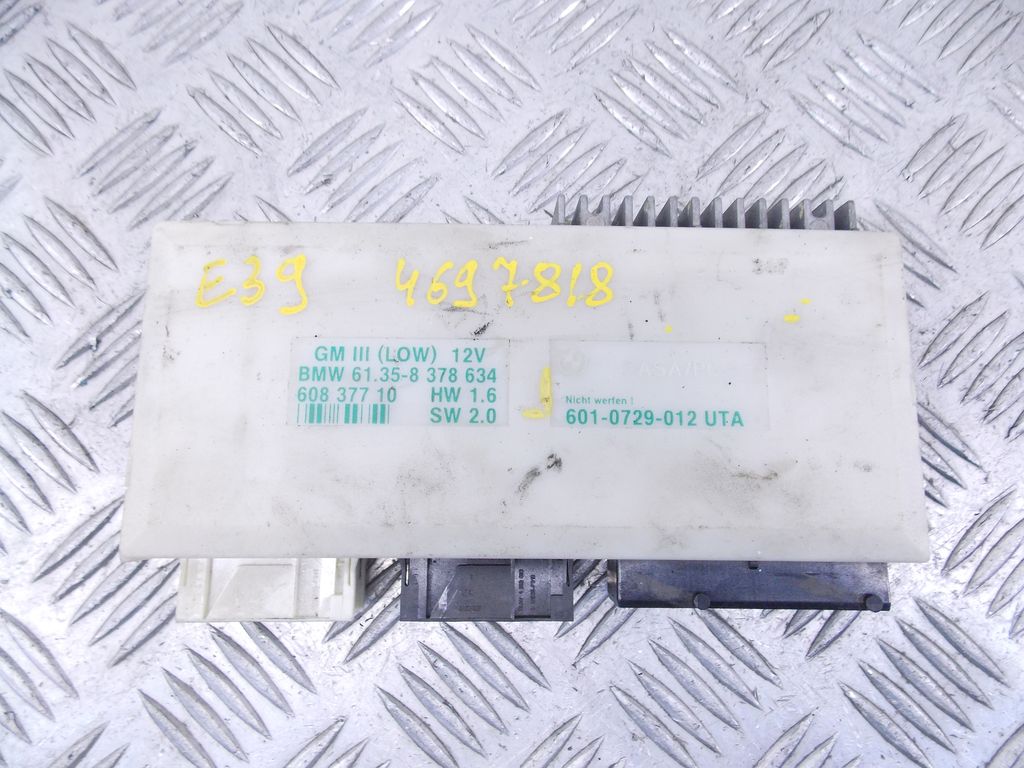 E39 4697818
GM III (LOW) 12V
BMW 61.35-8 378 634
608 377 10 HW 1.6
SW 2.0
Nicht werfen !
601-0729-012 UTA